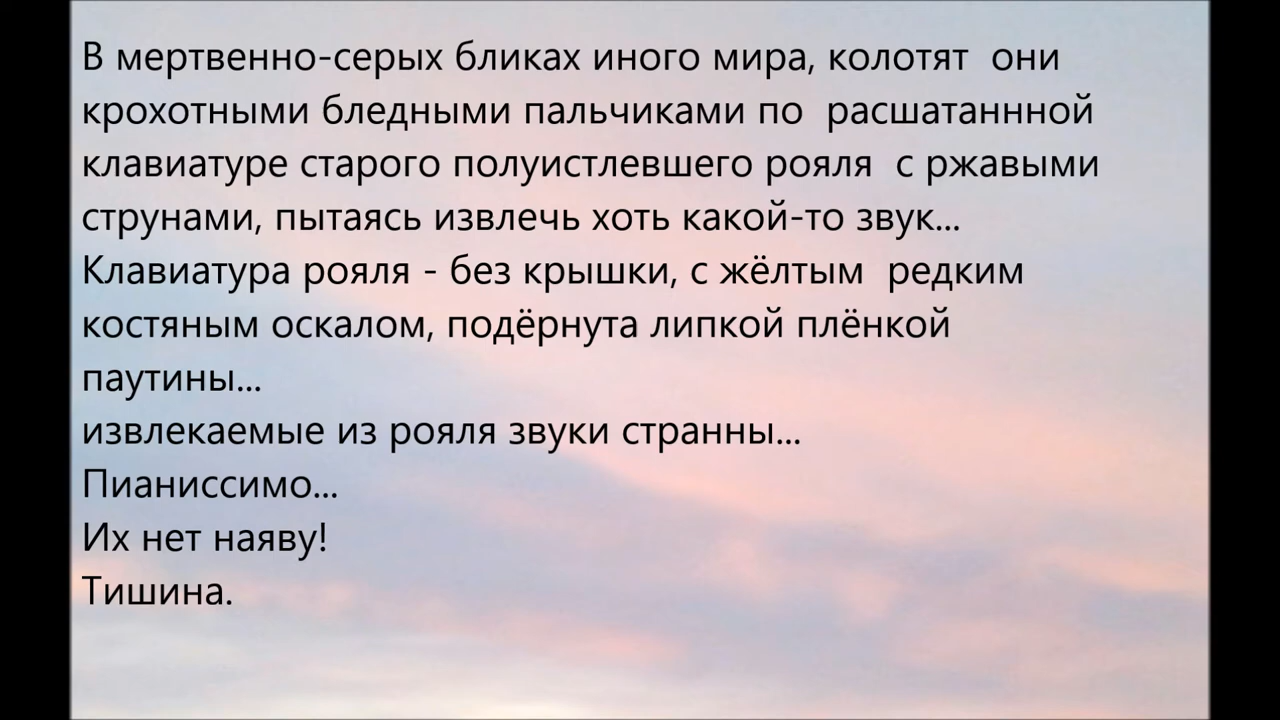 В мертвенно-серых бликах иного мира, колотят  они
крохотными бледными пальчиками по  расшатаннной
клавиатуре старого полуистлевшего рояля  с ржавыми
струнами, пытаясь извлечь хоть какой-то звук...
Клавиатура рояля - без крышки, с жёлтым  редким
костяным оскалом, подёрнута липкой плёнкой
паутины...
извлекаемые из рояля звуки странны...
Пианиссимо...
Их нет наяву!
Тишина.